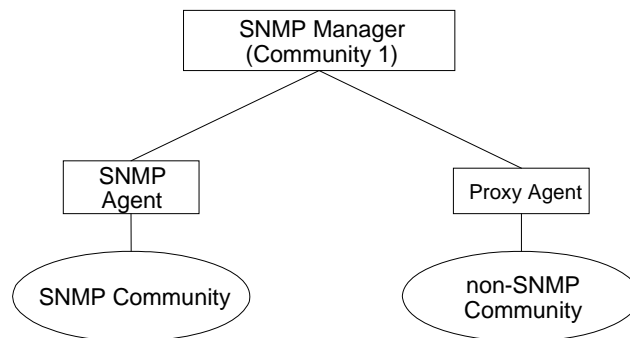 SNMP Manager
(Community 1)
SNMP
Agent
Proxy Agent
SNMP Community
non-SNMP
Community